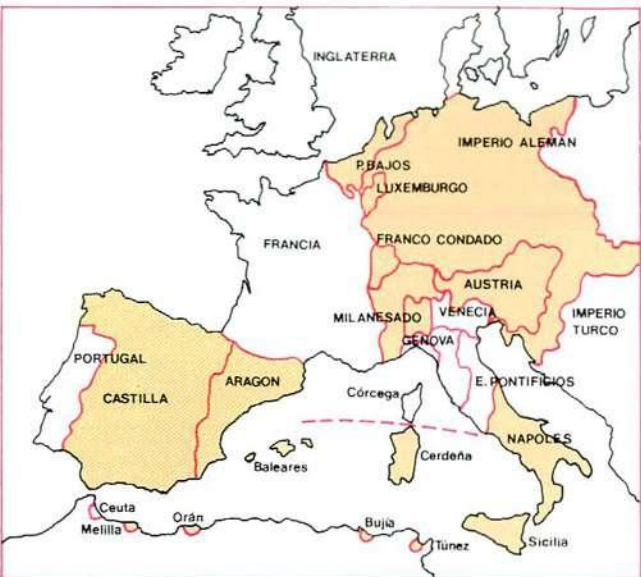 INGLATERRA
IMPERIO ALEMAN
P. BAJOS
LUXEMBURGO
FRANCO CONDADO
FRANCIA
AUSTRIA
MILANESADO
VENECIA
IMPERIO
TURCO
GENOVA
PORTUGAL
CASTILLA
ARAGON
Córcega
E. PONTIFICIOS
NAPOLES
Baleares
Cerdeña
Ceuta
Melilla
Orán
Bujía
Túnez
Sicilia